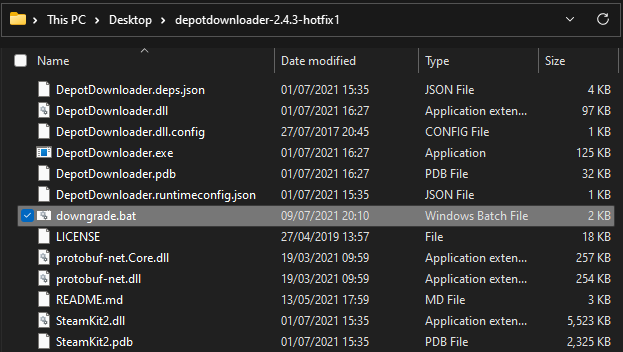 This PC > Desktop > depotdownloader-2.4.3-hotfix1
Name Date modified Type Size
DepotDownloader.deps.json 01/07/2021 15:35 JSON File 4 KB
DepotDownloader.dll 01/07/2021 16:27 Application exten... 97 KB
DepotDownloader.dll.config 27/07/2017 20:45 CONFIG File 1 KB
DepotDownloader.exe 01/07/2021 16:27 Application 125 KB
DepotDownloader.pdb 01/07/2021 16:27 PDB File 32 KB
DepotDownloader.runtimeconfig.json 01/07/2021 15:35 JSON File 1 KB
downgrade.bat 09/07/2021 20:10 Windows Batch File 2 KB
LICENSE 27/04/2019 13:57 File 18 KB
protobuf-net.Core.dll 19/03/2021 09:59 Application exten... 257 KB
protobuf-net.dll 19/03/2021 09:59 Application exten... 254 KB
README.md 13/05/2021 17:59 MD File 3 KB
SteamKit2.dll 01/07/2021 15:35 Application exten... 5,523 KB
SteamKit2.pdb 01/07/2021 15:35 PDB File 2,325 KB